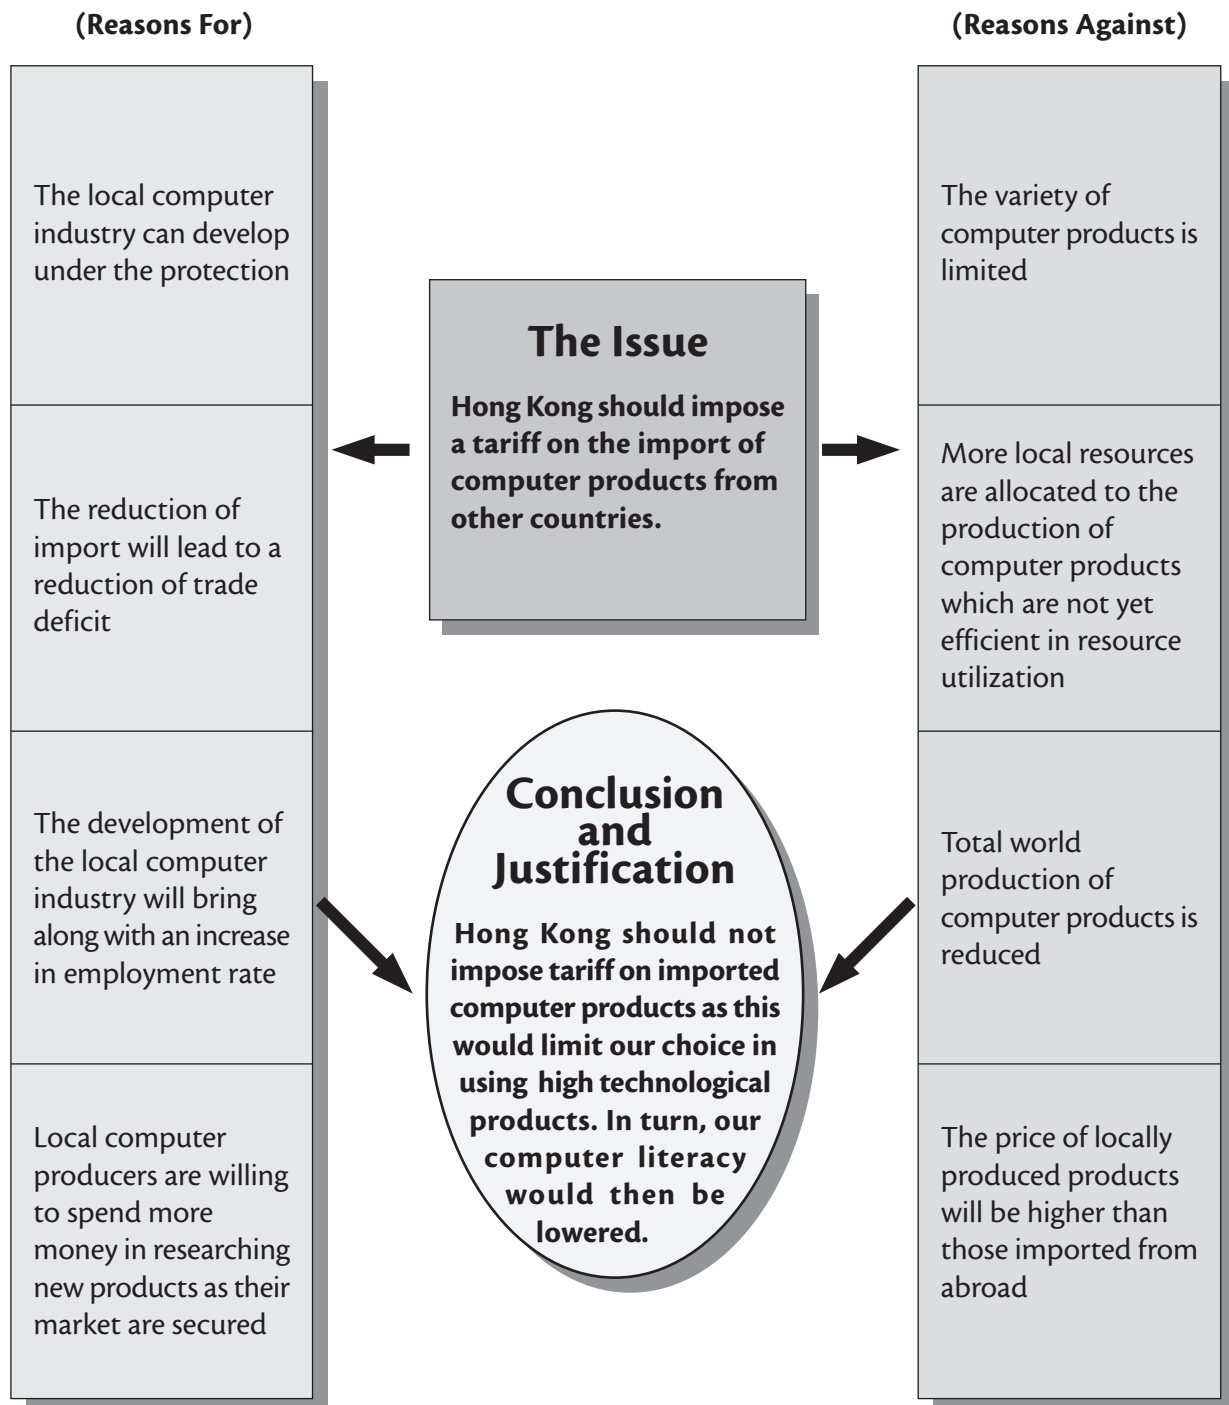 (Reasons For)
The local computer
industry can develop
under the protection
The reduction of
import will lead to a
reduction of trade
deficit
The development of
the local computer
industry will bring
along with an increase
in employment rate
Local computer
producers are willing
to spend more
money in researching
new products as their
market are secured
The Issue
Hong Kong should impose
a tariff on the import of
computer products from
other countries.
Conclusion
and
Justification
Hong Kong should not
impose tariff on imported
computer products as this
would limit our choice in
using high technological
products. In turn, our
computer literacy
would then be
lowered.
(Reasons Against)
The variety of
computer products is
limited
More local resources
are allocated to the
production of
computer products
which are not yet
efficient in resource
utilization
Total world
production of
computer products is
reduced
The price of locally
produced products
will be higher than
those imported from
abroad